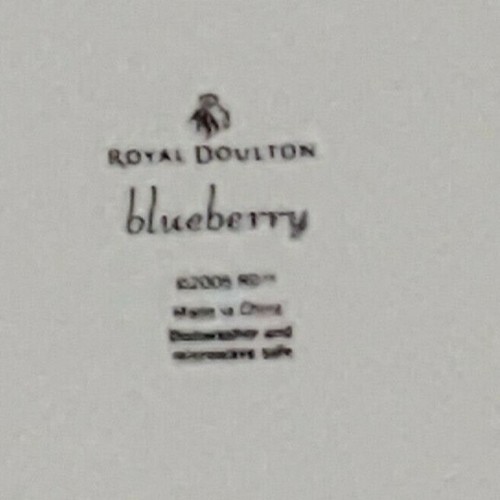 ROYAL DOULTON
blueberry
Made in China
Dishwasher and
microwave safe